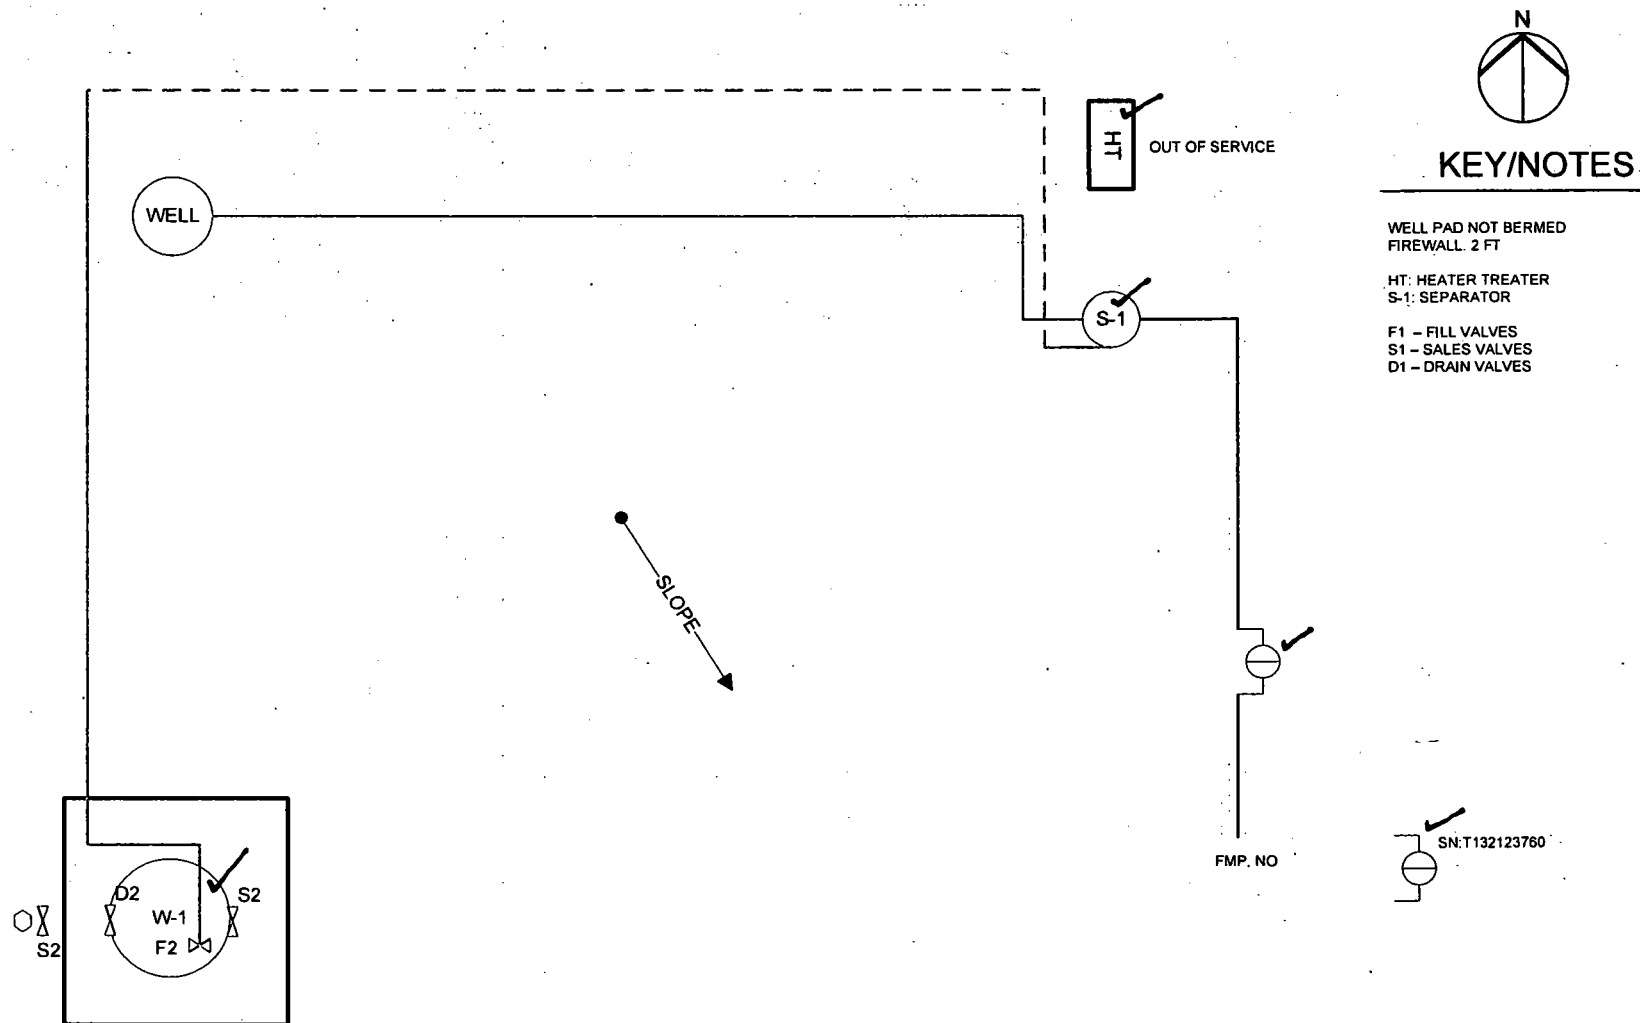 N
HT
OUT OF SERVICE
KEY/NOTES
WELL
WELL PAD NOT BERMED
FIREWALL. 2 FT
HT: HEATER TREATER
S-1: SEPARATOR
S-1
F1 – FILL VALVES
S1 – SALES VALVES
D1 – DRAIN VALVES
SLOPE
SN:T132123760
FMP. NO
D2
S2
W-1
F2
S2